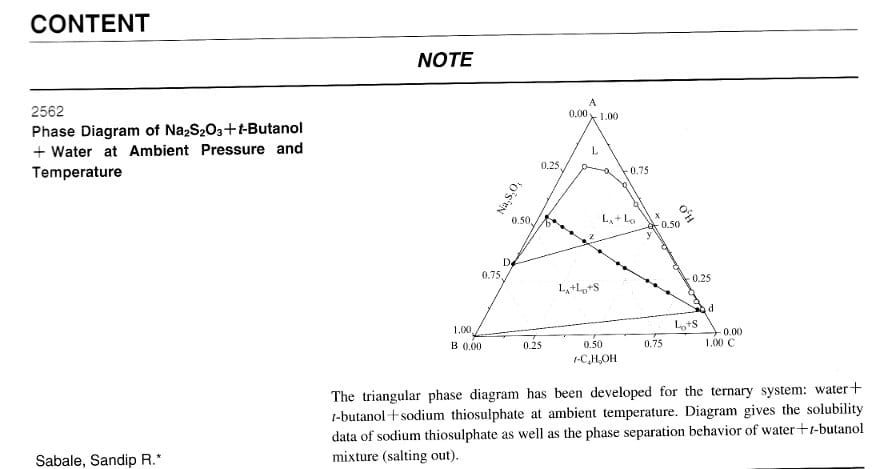 CONTENT
NOTE
2562
Phase Diagram of Na₂S₂O₃+t-Butanol
+ Water at Ambient Pressure and
Temperature
A
0.00 1.00
L
0.25 0.75
Na₂S₂O₃
H₂O
0.50 b L_A + L_O x 0.50
z y
D
0.75 0.25
L_A+L_O+S
d
1.00 L_O+S 0.00
B 0.00 0.25 0.50 0.75 1.00 C
t-C₄H₉OH
The triangular phase diagram has been developed for the ternary system: water+
t-butanol+sodium thiosulphate at ambient temperature. Diagram gives the solubility
data of sodium thiosulphate as well as the phase separation behavior of water+t-butanol
mixture (salting out).
Sabale, Sandip R.*